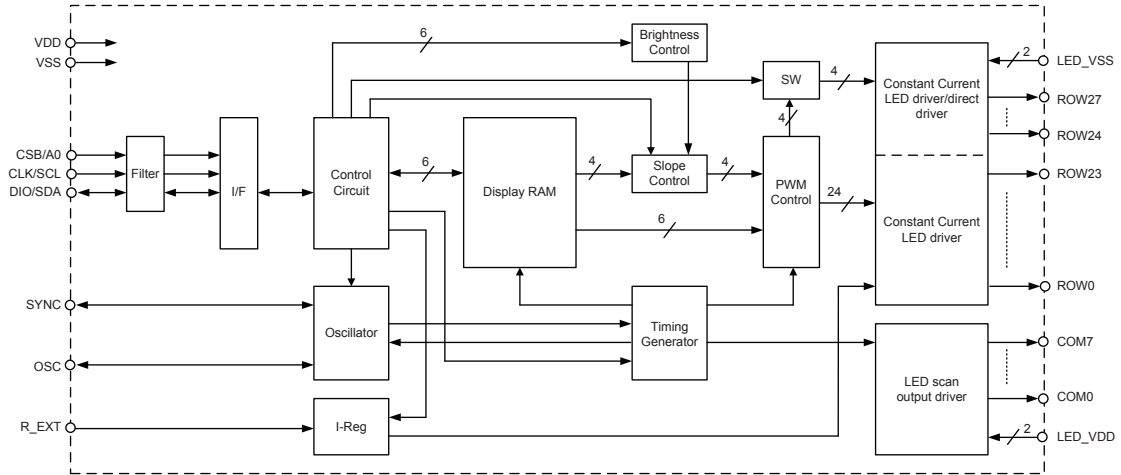 VDD
VSS
CSB/A0
CLK/SCL
DIO/SDA
SYNC
OSC
R_EXT
Filter
I/F
Control
Circuit
Oscillator
I-Reg
6
6
Display RAM
4
6
Brightness
Control
Slope
Control
4
Timing
Generator
SW
4
4
PWM
Control
24
Constant Current
LED driver/direct
driver
Constant Current
LED driver
LED scan
output driver
2
LED_VSS
ROW27
ROW24
ROW23
ROW0
COM7
COM0
2
LED_VDD